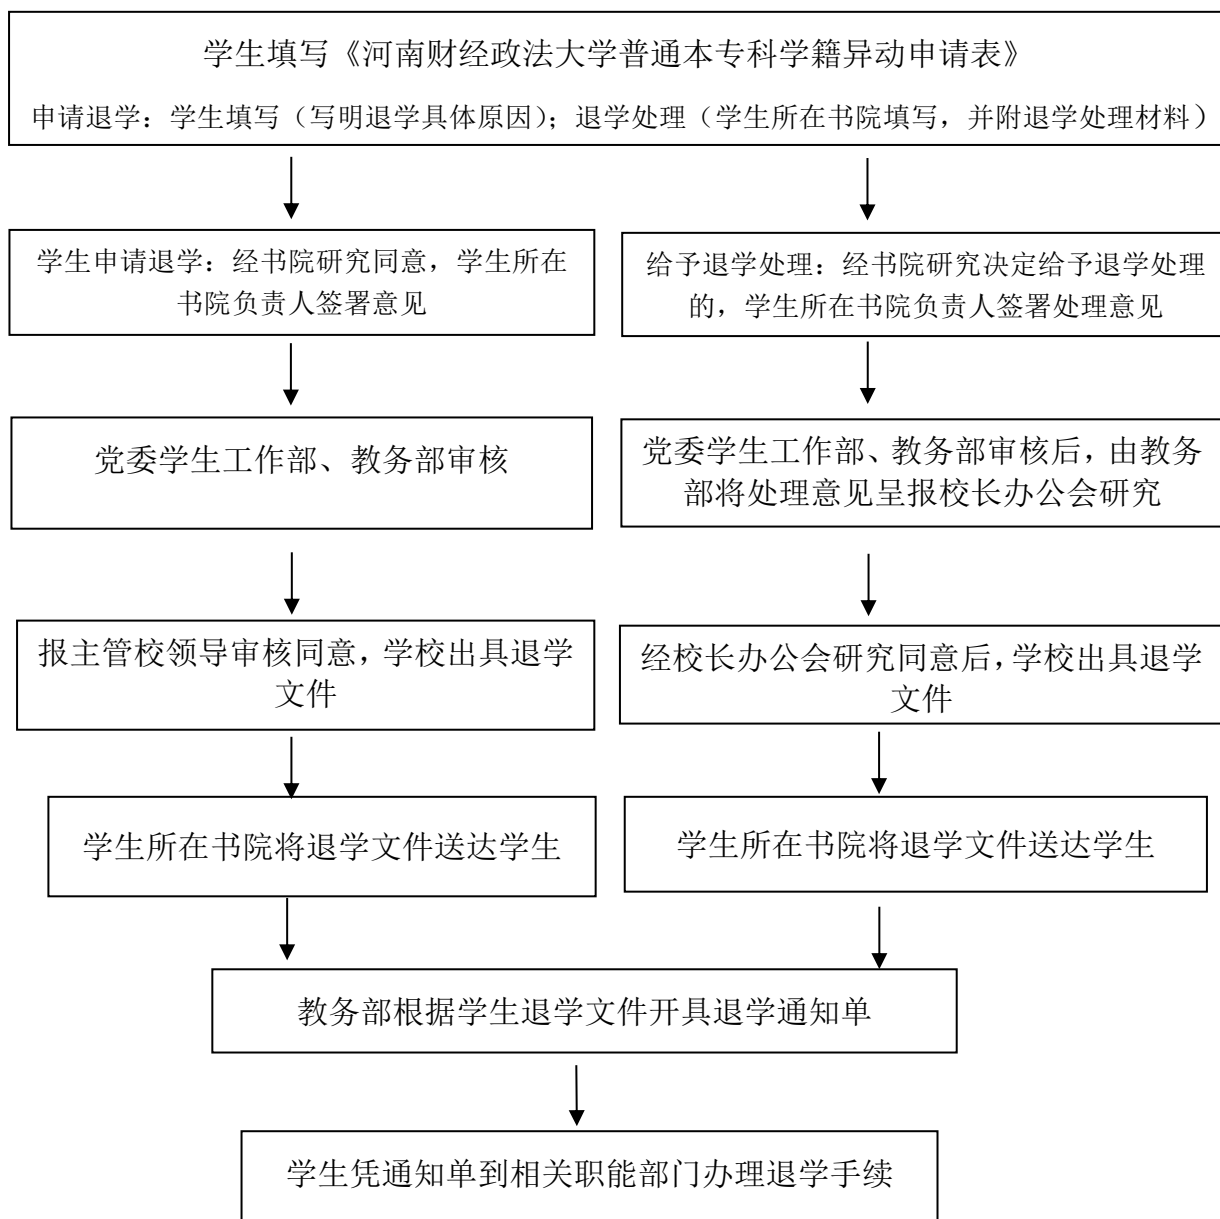 学生填写《河南财经政法大学普通本专科学籍异动申请表》
申请退学：学生填写（写明退学具体原因）；退学处理（学生所在书院填写，并附退学处理材料）
学生申请退学：经书院研究同意，学生所在
书院负责人签署意见
给予退学处理：经书院研究决定给予退学处理
的，学生所在书院负责人签署处理意见
党委学生工作部、教务部审核
党委学生工作部、教务部审核后，由教务
部将处理意见呈报校长办公会研究
报主管校领导审核同意，学校出具退学
文件
经校长办公会研究同意后，学校出具退学
文件
学生所在书院将退学文件送达学生
学生所在书院将退学文件送达学生
教务部根据学生退学文件开具退学通知单
学生凭通知单到相关职能部门办理退学手续